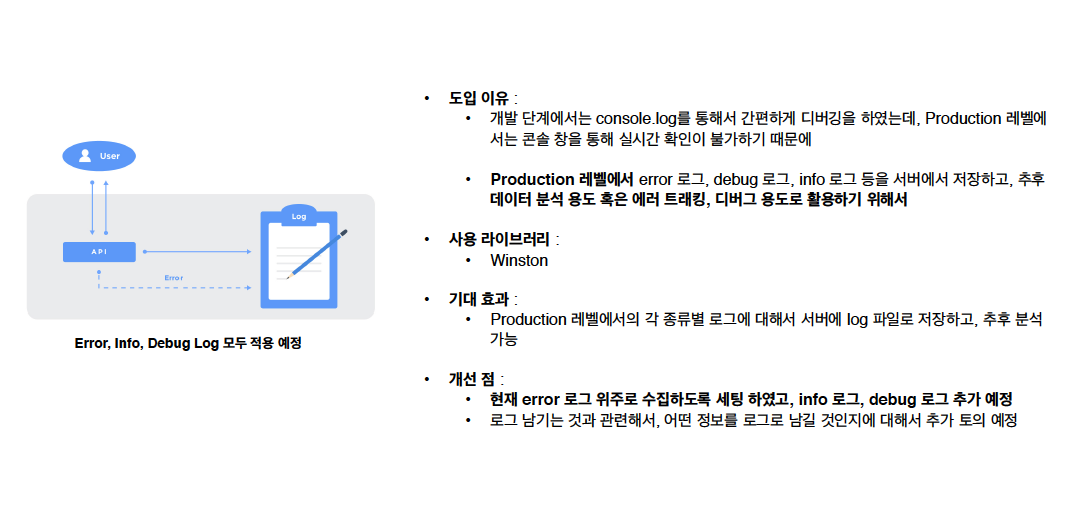 User
API
Error
Log
Error, Info, Debug Log 모두 적용 예정
• 도입 이유 :
• 개발 단계에서는 console.log를 통해서 간편하게 디버깅을 하였는데, Production 레벨에
서는 콘솔 창을 통해 실시간 확인이 불가하기 때문에
• Production 레벨에서 error 로그, debug 로그, info 로그 등을 서버에서 저장하고, 추후
데이터 분석 용도 혹은 에러 트래킹, 디버그 용도로 활용하기 위해서
• 사용 라이브러리 :
• Winston
• 기대 효과 :
• Production 레벨에서의 각 종류별 로그에 대해서 서버에 log 파일로 저장하고, 추후 분석
가능
• 개선 점 :
• 현재 error 로그 위주로 수집하도록 세팅 하였고, info 로그, debug 로그 추가 예정
• 로그 남기는 것과 관련해서, 어떤 정보를 로그로 남길 것인지에 대해서 추가 토의 예정